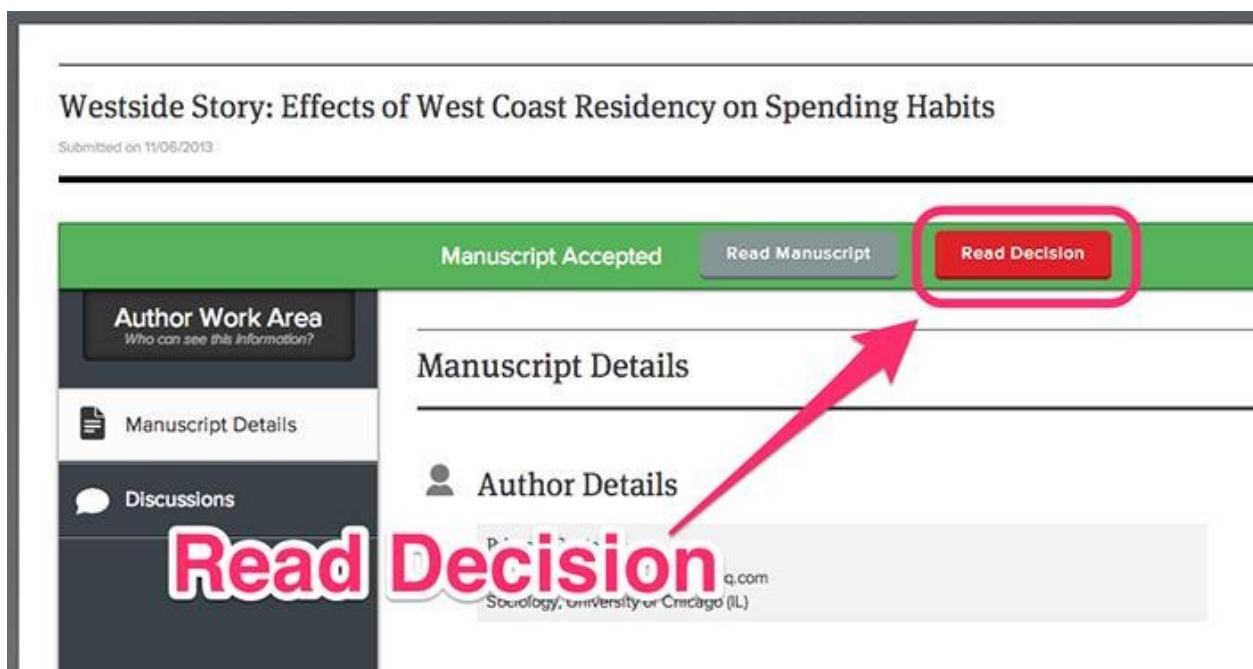 Westside Story: Effects of West Coast Residency on Spending Habits
Submitted on 11/06/2013
Manuscript Accepted
Read Manuscript
Read Decision
Author Work Area
Who can see this information?
Manuscript Details
Manuscript Details
Discussions
Author Details
Read Decision
q.com
Sociology, University of Chicago (IL)